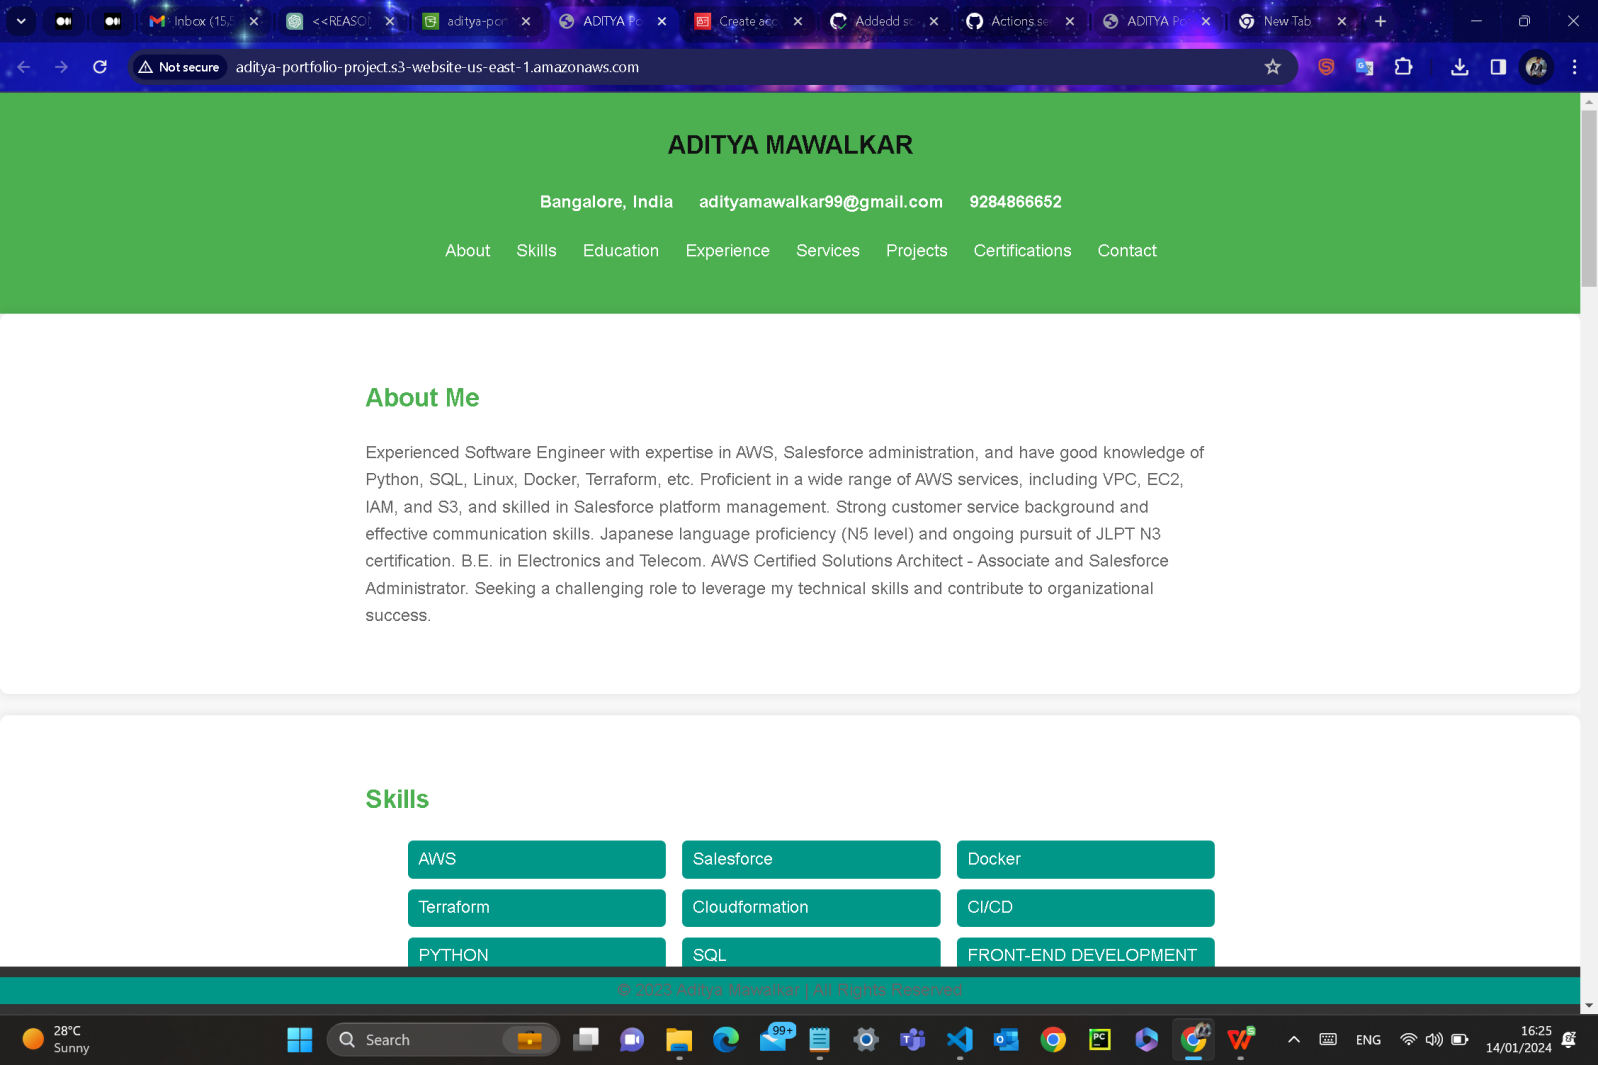 Inbox (15,5
<<REASO
aditya-por
ADITYA Po
Create acc
Addedd sc
Actions.se
ADITYA Po
New Tab
Not secure
aditya-portfolio-project.s3-website-us-east-1.amazonaws.com
ADITYA MAWALKAR
Bangalore, India adityamawalkar99@gmail.com 9284866652
About Skills Education Experience Services Projects Certifications Contact
About Me
Experienced Software Engineer with expertise in AWS, Salesforce administration, and have good knowledge of
Python, SQL, Linux, Docker, Terraform, etc. Proficient in a wide range of AWS services, including VPC, EC2,
IAM, and S3, and skilled in Salesforce platform management. Strong customer service background and
effective communication skills. Japanese language proficiency (N5 level) and ongoing pursuit of JLPT N3
certification. B.E. in Electronics and Telecom. AWS Certified Solutions Architect - Associate and Salesforce
Administrator. Seeking a challenging role to leverage my technical skills and contribute to organizational
success.
Skills
AWS Salesforce Docker
Terraform Cloudformation CI/CD
PYTHON SQL FRONT-END DEVELOPMENT
© 2023 Aditya Mawalkar | All Rights Reserved
28°C
Sunny
Search
99+
ENG
16:25
14/01/2024